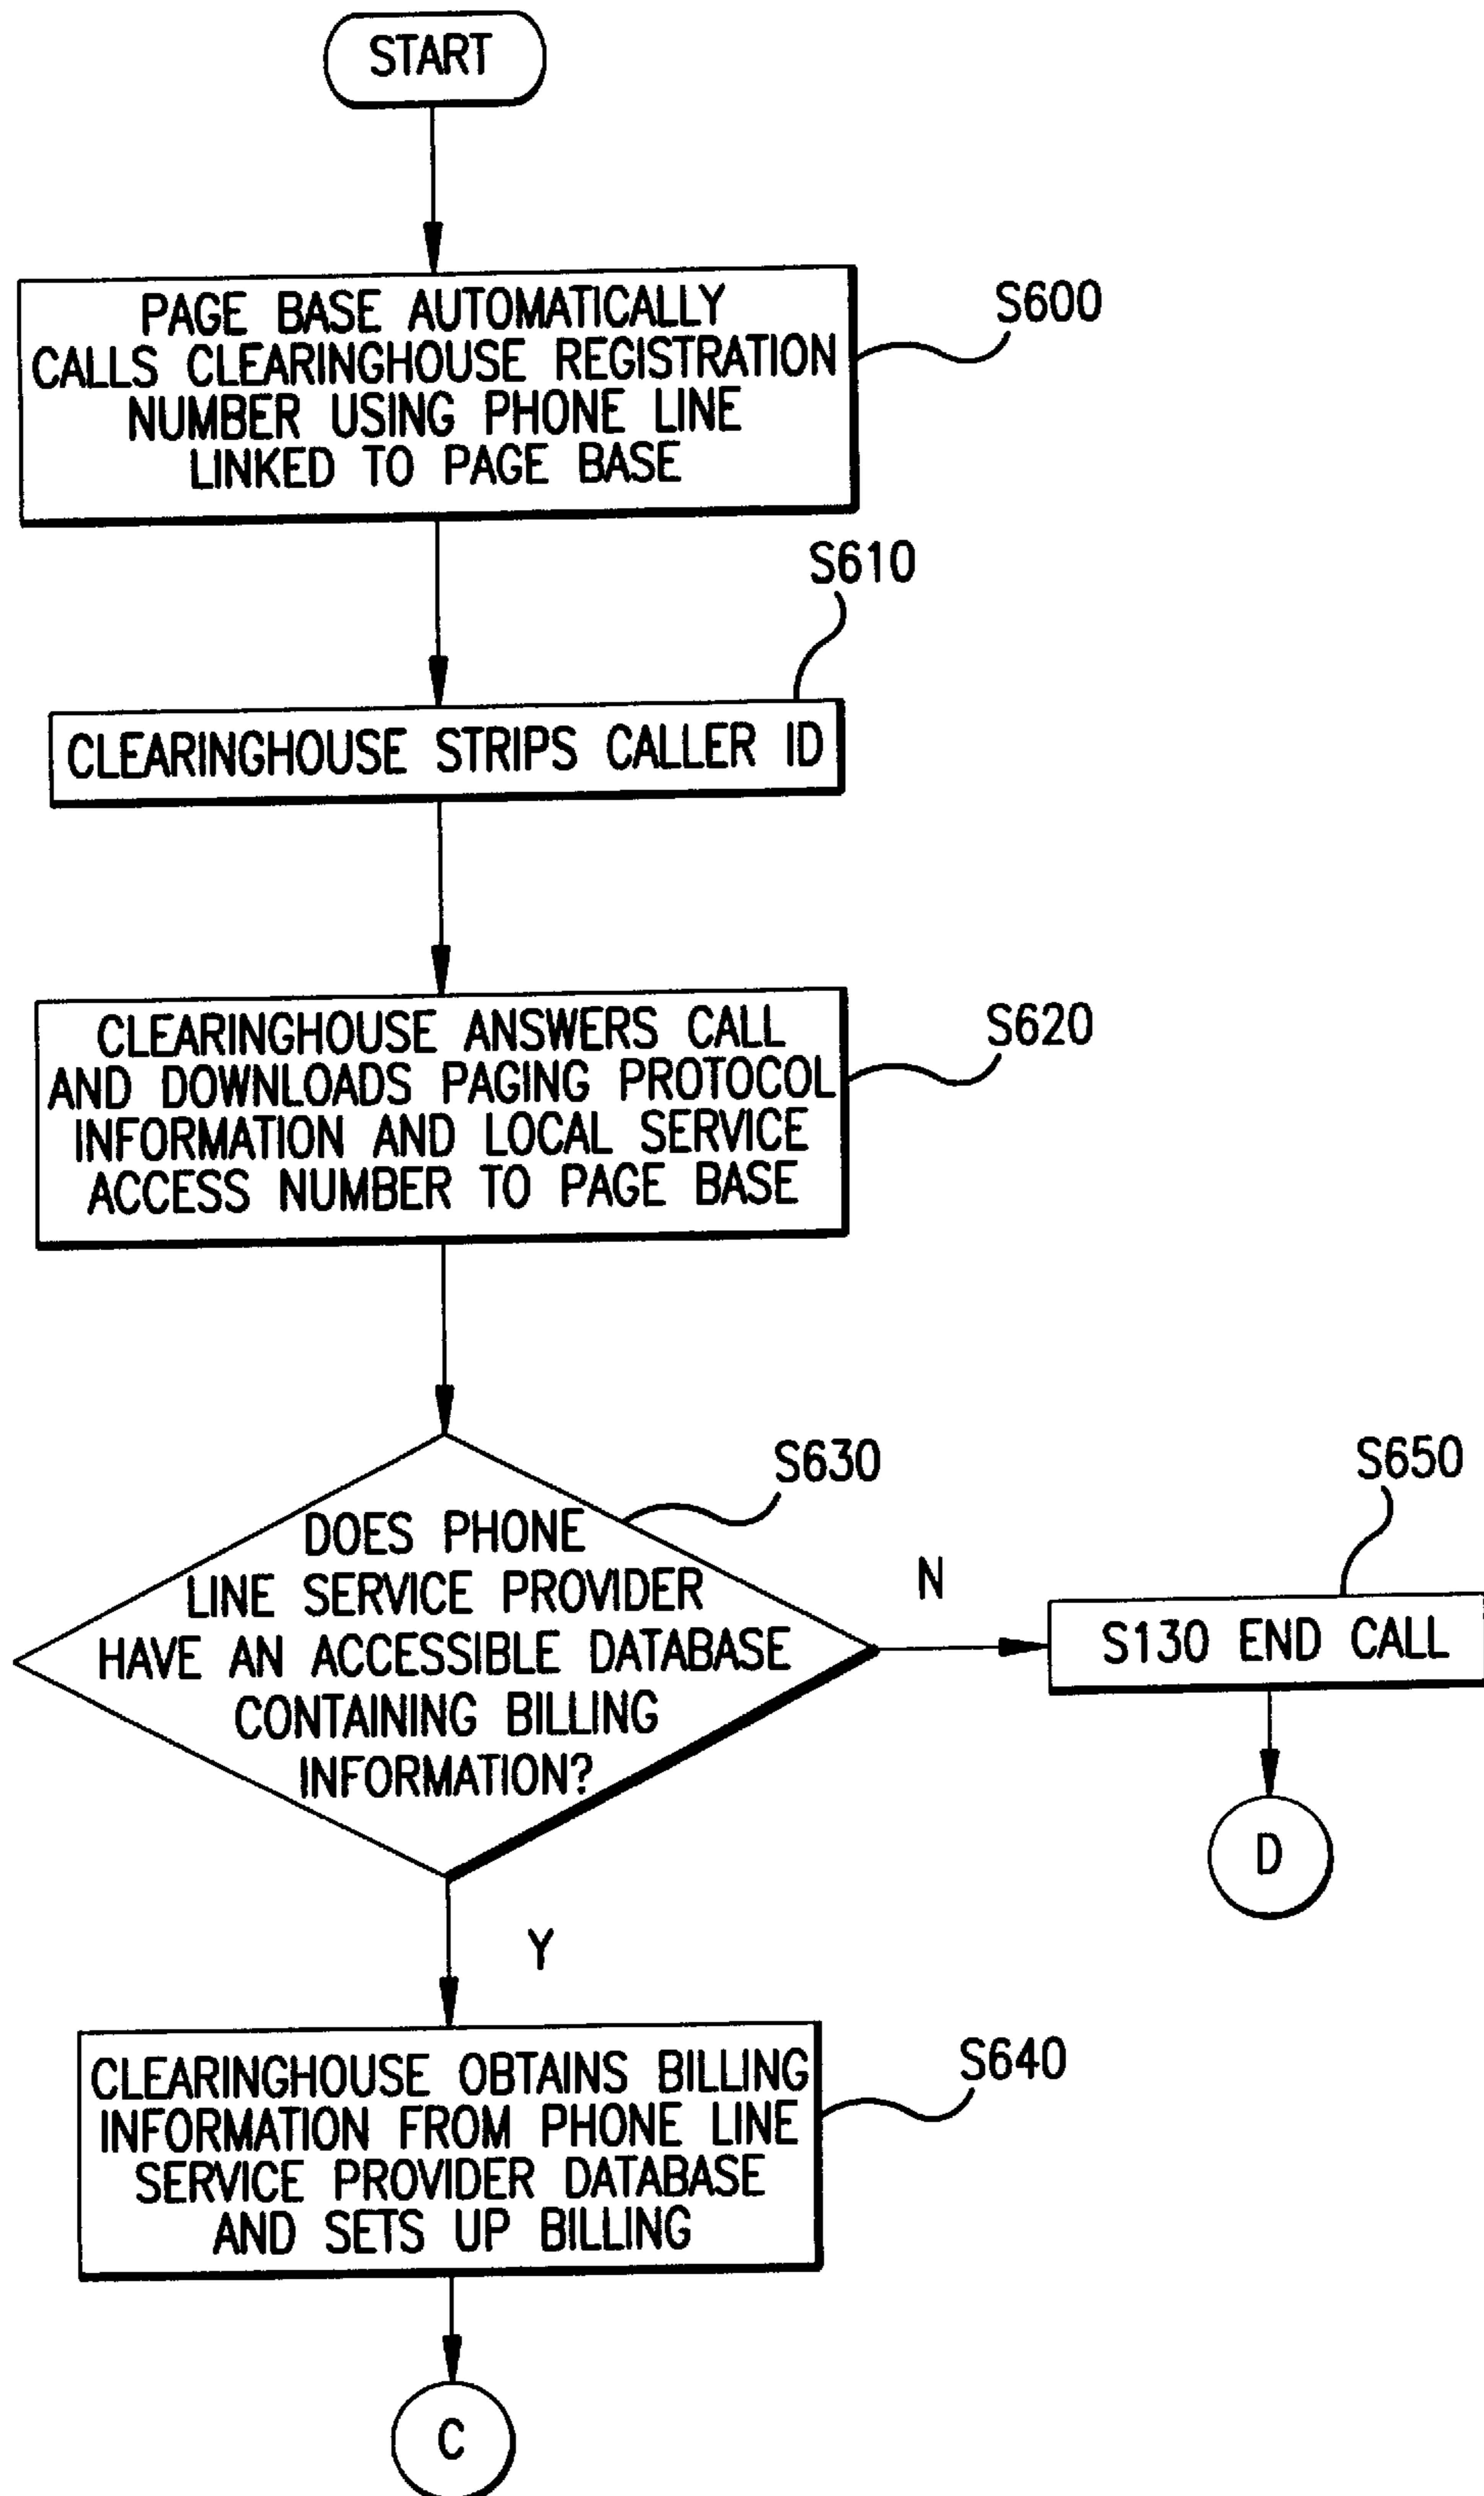 START
PAGE BASE AUTOMATICALLY
CALLS CLEARINGHOUSE REGISTRATION
NUMBER USING PHONE LINE
LINKED TO PAGE BASE
S600
S610
CLEARINGHOUSE STRIPS CALLER ID
CLEARINGHOUSE ANSWERS CALL
AND DOWNLOADS PAGING PROTOCOL
INFORMATION AND LOCAL SERVICE
ACCESS NUMBER TO PAGE BASE
S620
S630
DOES PHONE
LINE SERVICE PROVIDER
HAVE AN ACCESSIBLE DATABASE
CONTAINING BILLING
INFORMATION?
N
S650
S130 END CALL
D
Y
CLEARINGHOUSE OBTAINS BILLING
INFORMATION FROM PHONE LINE
SERVICE PROVIDER DATABASE
AND SETS UP BILLING
S640
C